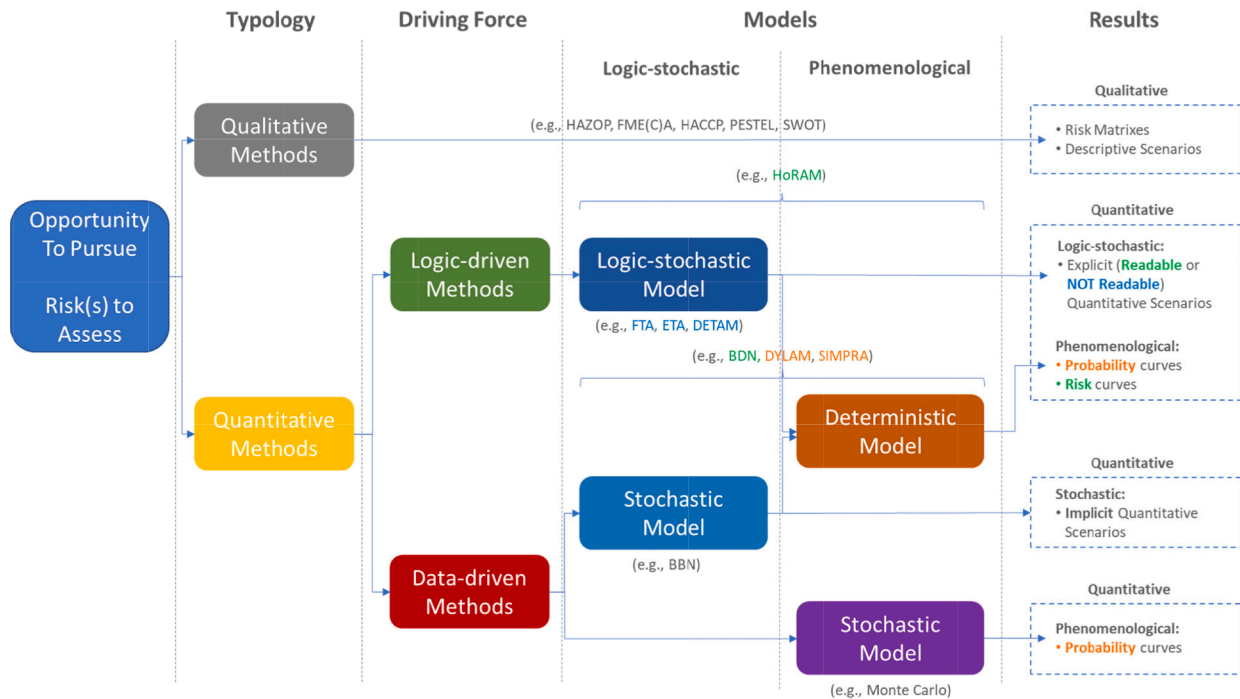 Typology
Driving Force
Models
Results
Logic-stochastic
Phenomenological
Qualitative
Methods
(e.g., HAZOP, FME(C)A, HACCP, PESTEL, SWOT)
Qualitative
• Risk Matrixes
• Descriptive Scenarios
(e.g., HoRAM)
Opportunity
To Pursue
Risk(s) to
Assess
Logic-driven
Methods
Logic-stochastic
Model
(e.g., FTA, ETA, DETAM)
Quantitative
Logic-stochastic:
• Explicit (Readable or
NOT Readable)
Quantitative Scenarios
Phenomenological:
• Probability curves
• Risk curves
(e.g., BDN, DYLAM, SIMPRA)
Quantitative
Methods
Deterministic
Model
Stochastic
Model
(e.g., BBN)
Quantitative
Stochastic:
• Implicit Quantitative
Scenarios
Data-driven
Methods
Stochastic
Model
(e.g., Monte Carlo)
Quantitative
Phenomenological:
• Probability curves